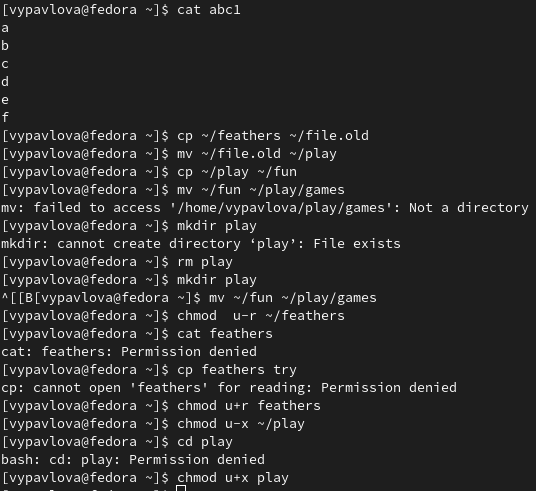 [vypavlova@fedora ~]$ cat abc1
a
b
c
d
e
f
[vypavlova@fedora ~]$ cp ~/feathers ~/file.old
[vypavlova@fedora ~]$ mv ~/file.old ~/play
[vypavlova@fedora ~]$ cp ~/play ~/fun
[vypavlova@fedora ~]$ mv ~/fun ~/play/games
mv: failed to access '/home/vypavlova/play/games': Not a directory
[vypavlova@fedora ~]$ mkdir play
mkdir: cannot create directory ‘play’: File exists
[vypavlova@fedora ~]$ rm play
[vypavlova@fedora ~]$ mkdir play
^[[B[vypavlova@fedora ~]$ mv ~/fun ~/play/games
[vypavlova@fedora ~]$ chmod  u-r ~/feathers
[vypavlova@fedora ~]$ cat feathers
cat: feathers: Permission denied
[vypavlova@fedora ~]$ cp feathers try
cp: cannot open 'feathers' for reading: Permission denied
[vypavlova@fedora ~]$ chmod u+r feathers
[vypavlova@fedora ~]$ chmod u-x ~/play
[vypavlova@fedora ~]$ cd play
bash: cd: play: Permission denied
[vypavlova@fedora ~]$ chmod u+x play